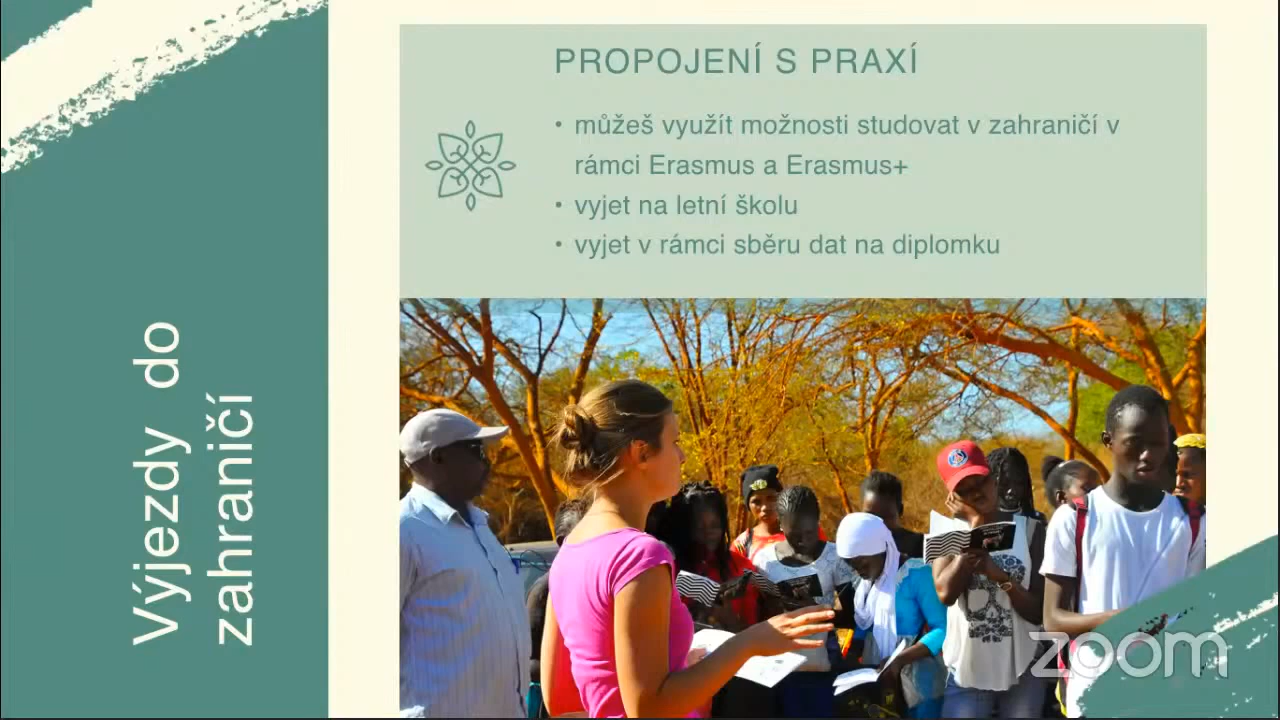 Výjezdy do
zahraničí
PROPOJENÍ S PRAXÍ
• můžeš využít možnosti studovat v zahraničí v
rámci Erasmus a Erasmus+
• vyjet na letní školu
• vyjet v rámci sběru dat na diplomku
zoom